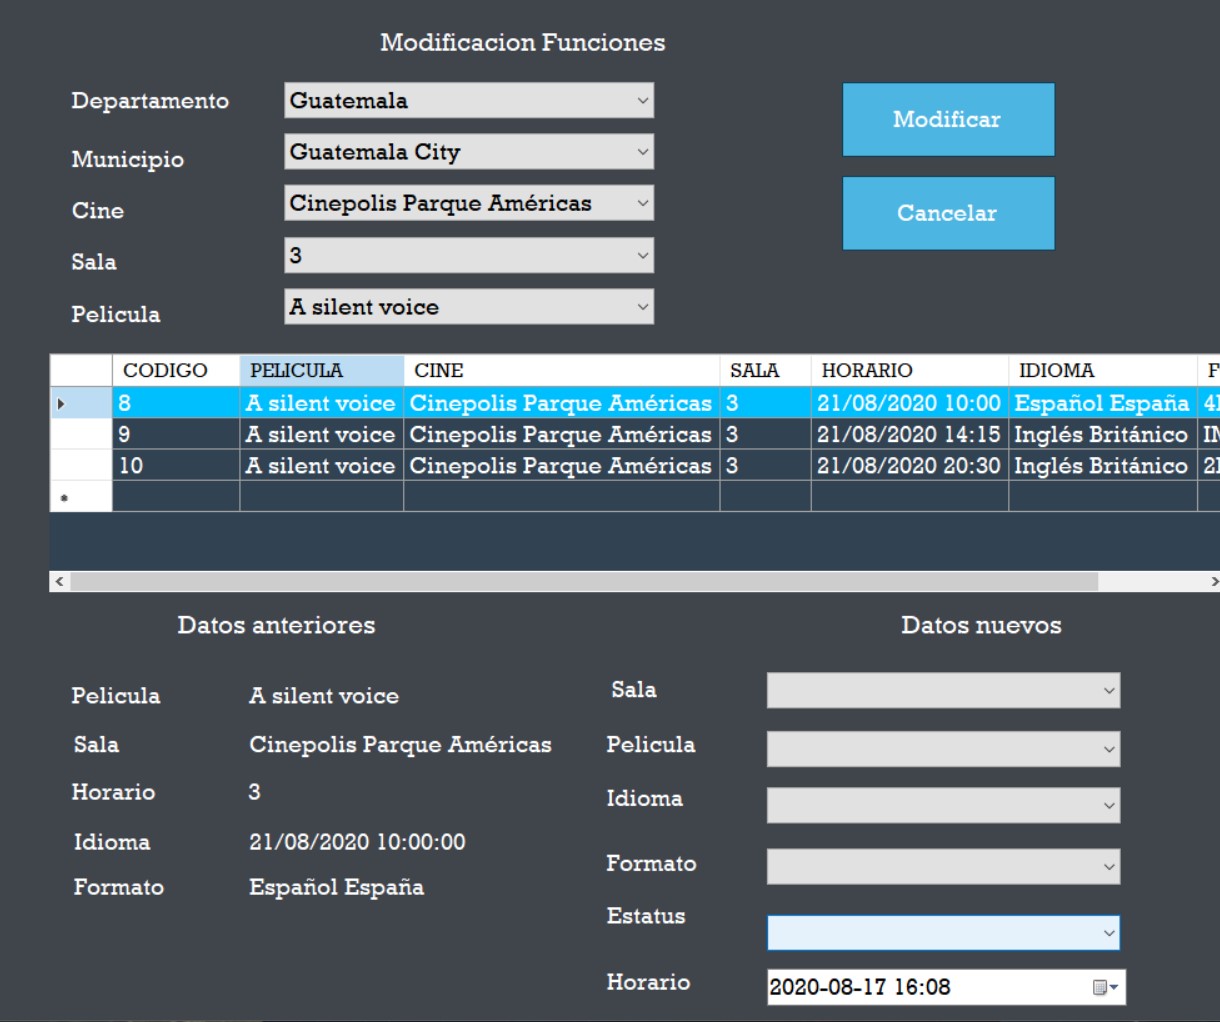 Modificacion Funciones
Departamento Guatemala
Municipio Guatemala City
Cine Cinepolis Parque Américas
Sala 3
Pelicula A silent voice
Modificar
Cancelar
CODIGO PELICULA CINE SALA HORARIO IDIOMA F
8 A silent voice Cinepolis Parque Américas 3 21/08/2020 10:00 Español España
9 A silent voice Cinepolis Parque Américas 3 21/08/2020 14:15 Inglés Británico
10 A silent voice Cinepolis Parque Américas 3 21/08/2020 20:30 Inglés Británico
*
Datos anteriores
Pelicula A silent voice
Sala Cinepolis Parque Américas
Horario 3
Idioma 21/08/2020 10:00:00
Formato Español España
Datos nuevos
Sala
Pelicula
Idioma
Formato
Estatus
Horario 2020-08-17 16:08